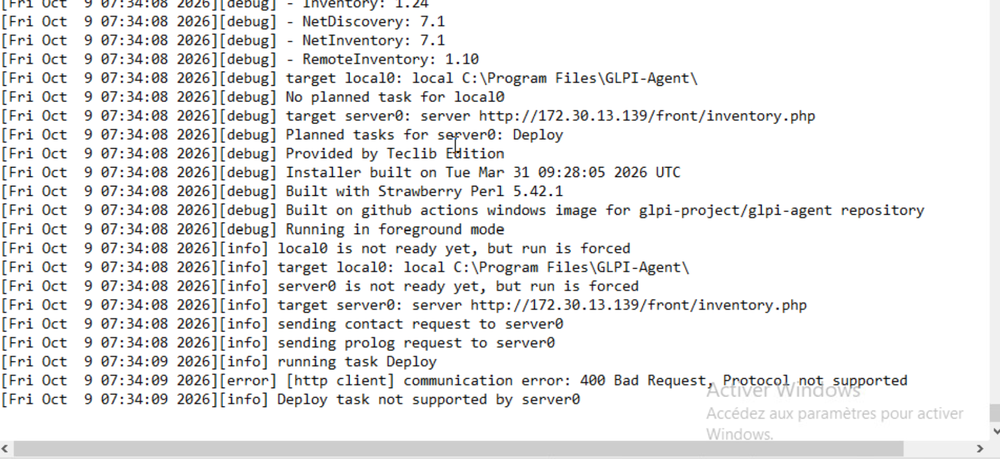 [Fri Oct  9 07:34:08 2026][debug] - Inventory: 1.24
[Fri Oct  9 07:34:08 2026][debug] - NetDiscovery: 7.1
[Fri Oct  9 07:34:08 2026][debug] - NetInventory: 7.1
[Fri Oct  9 07:34:08 2026][debug] - RemoteInventory: 1.10
[Fri Oct  9 07:34:08 2026][debug] target local0: local C:\Program Files\GLPI-Agent\
[Fri Oct  9 07:34:08 2026][debug] No planned task for local0
[Fri Oct  9 07:34:08 2026][debug] target server0: server http://172.30.13.139/front/inventory.php
[Fri Oct  9 07:34:08 2026][debug] Planned tasks for server0: Deploy
[Fri Oct  9 07:34:08 2026][debug] Provided by Teclib Edition
[Fri Oct  9 07:34:08 2026][debug] Installer built on Tue Mar 31 09:28:05 2026 UTC
[Fri Oct  9 07:34:08 2026][debug] Built with Strawberry Perl 5.42.1
[Fri Oct  9 07:34:08 2026][debug] Built on github actions windows image for glpi-project/glpi-agent repository
[Fri Oct  9 07:34:08 2026][debug] Running in foreground mode
[Fri Oct  9 07:34:08 2026][info] local0 is not ready yet, but run is forced
[Fri Oct  9 07:34:08 2026][info] target local0: local C:\Program Files\GLPI-Agent\
[Fri Oct  9 07:34:08 2026][info] server0 is not ready yet, but run is forced
[Fri Oct  9 07:34:08 2026][info] target server0: server http://172.30.13.139/front/inventory.php
[Fri Oct  9 07:34:08 2026][info] sending contact request to server0
[Fri Oct  9 07:34:08 2026][info] sending prolog request to server0
[Fri Oct  9 07:34:09 2026][info] running task Deploy
[Fri Oct  9 07:34:09 2026][error] [http client] communication error: 400 Bad Request, Protocol not supported
[Fri Oct  9 07:34:09 2026][info] Deploy task not supported by server0
Activer Windows
Accédez aux paramètres pour activer
Windows.